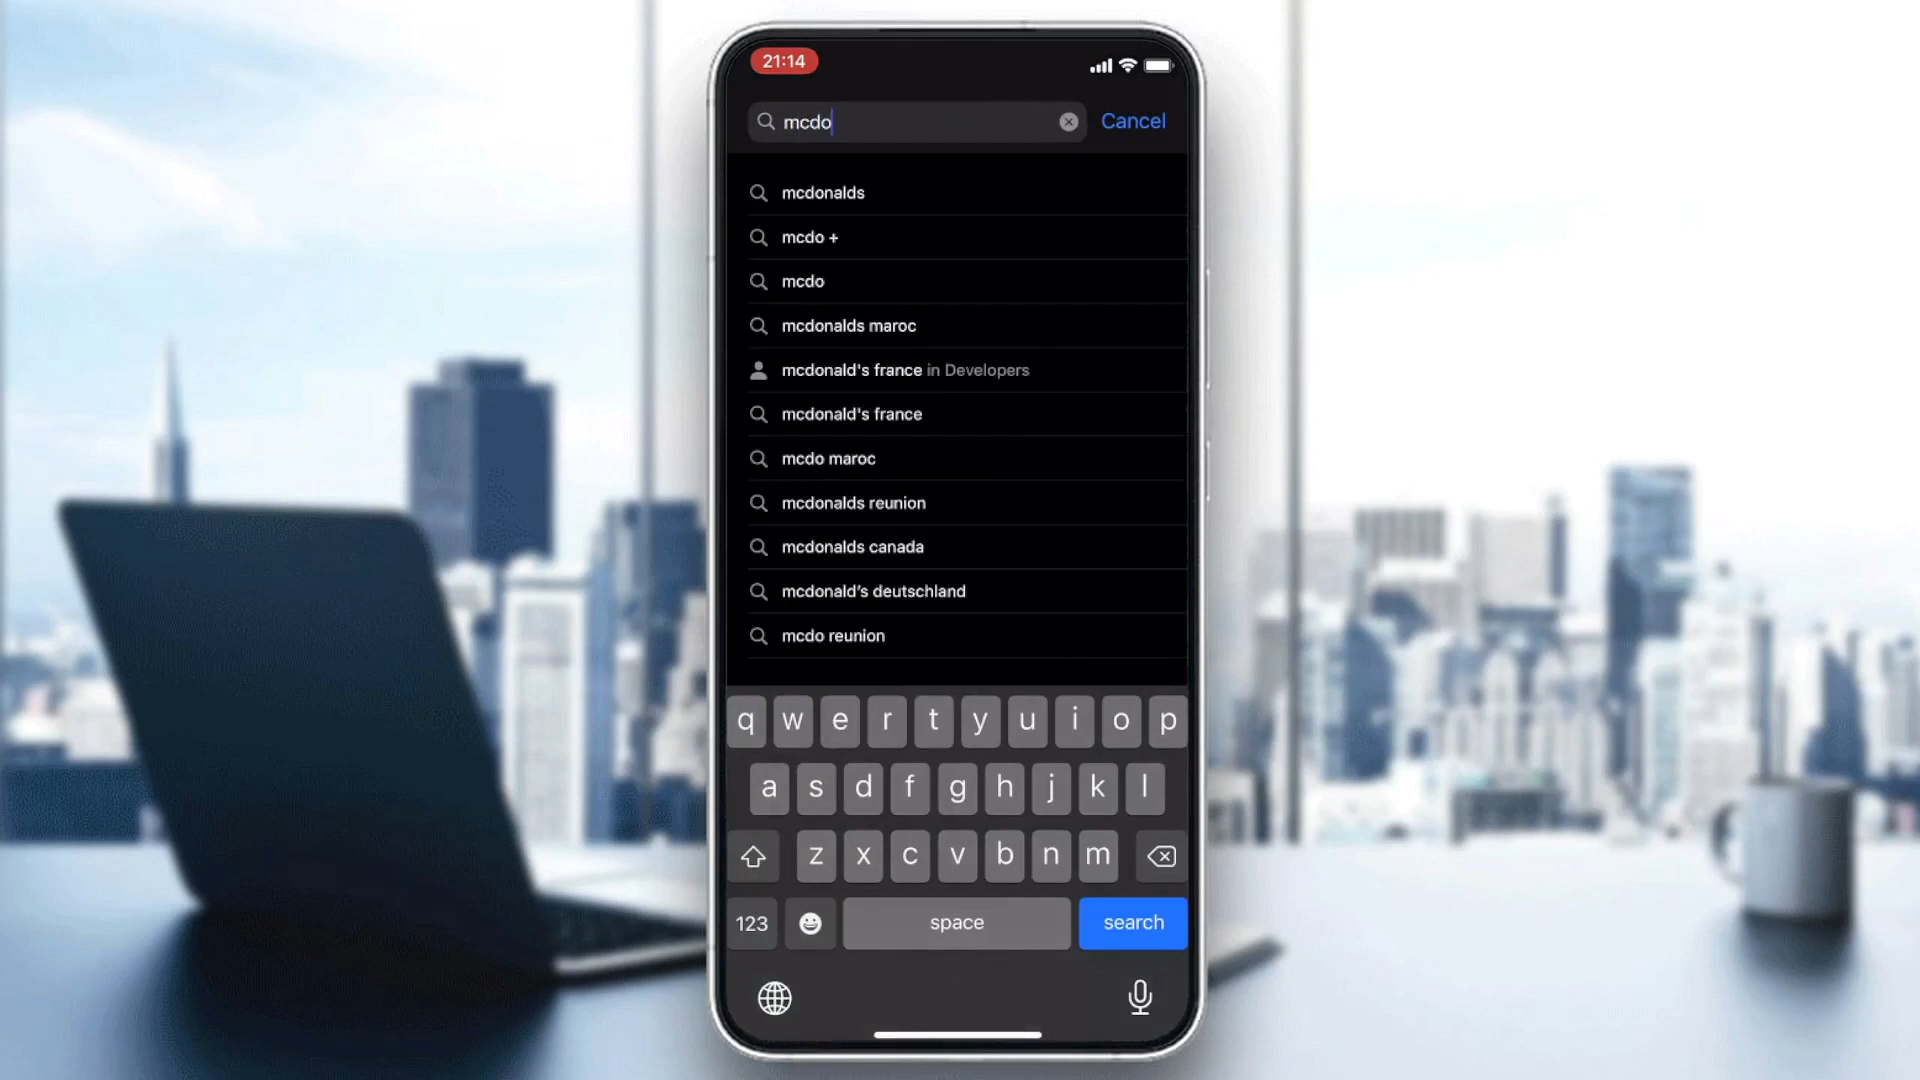 21:14
mcdo
Cancel
mcdonalds
mcdo +
mcdo
mcdonalds maroc
mcdonald's france in Developers
mcdonald's france
mcdo maroc
mcdonalds reunion
mcdonalds canada
mcdonald’s deutschland
mcdo reunion
q w e r t y u i o p
a s d f g h j k l
z x c v b n m
123
space
search